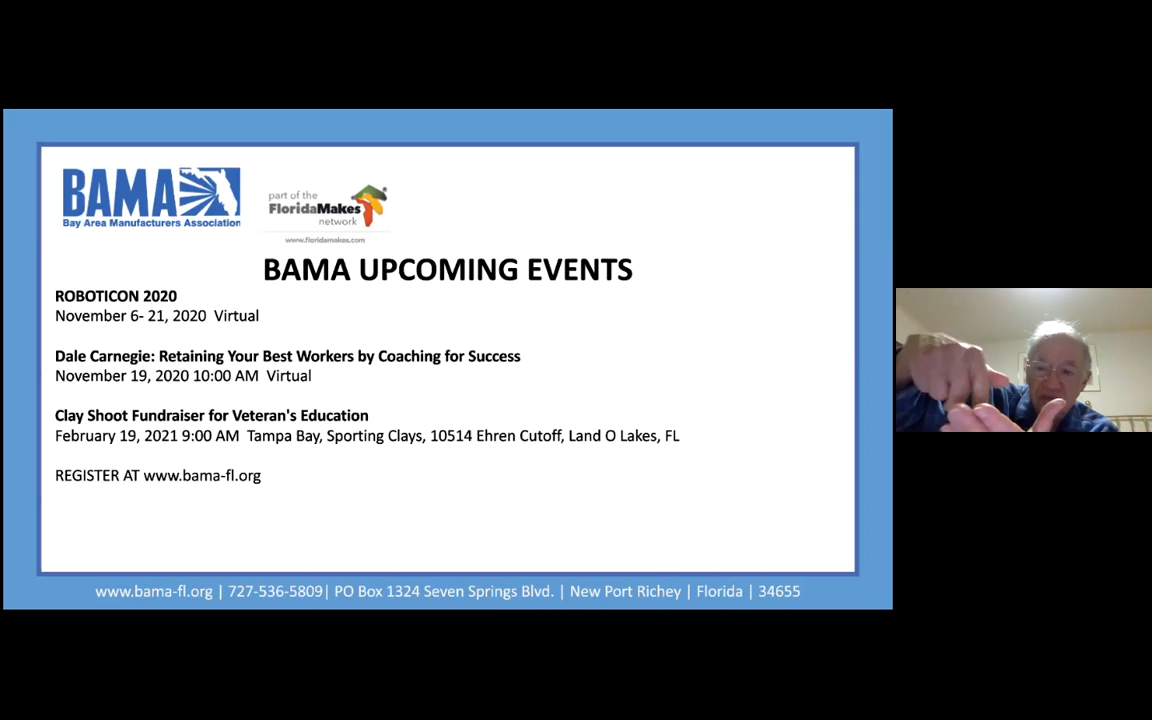 BAMA
Bay Area Manufacturers Association
part of the
FloridaMakes
network
www.floridamakes.com
BAMA UPCOMING EVENTS
ROBOTICON 2020
November 6- 21, 2020 Virtual
Dale Carnegie: Retaining Your Best Workers by Coaching for Success
November 19, 2020 10:00 AM Virtual
Clay Shoot Fundraiser for Veteran's Education
February 19, 2021 9:00 AM Tampa Bay, Sporting Clays, 10514 Ehren Cutoff, Land O Lakes, FL
REGISTER AT www.bama-fl.org
www.bama-fl.org | 727-536-5809| PO Box 1324 Seven Springs Blvd. | New Port Richey | Florida | 34655